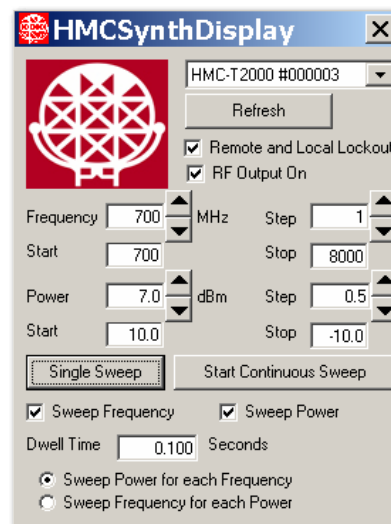 HMCSynthDisplay
HMC-T2000 #000003
Refresh
Remote and Local Lockout
RF Output On
Frequency 700 MHz Step 1
Start 700 Stop 8000
Power 7.0 dBm Step 0.5
Start 10.0 Stop -10.0
Single Sweep Start Continuous Sweep
Sweep Frequency Sweep Power
Dwell Time 0.100 Seconds
Sweep Power for each Frequency
Sweep Frequency for each Power